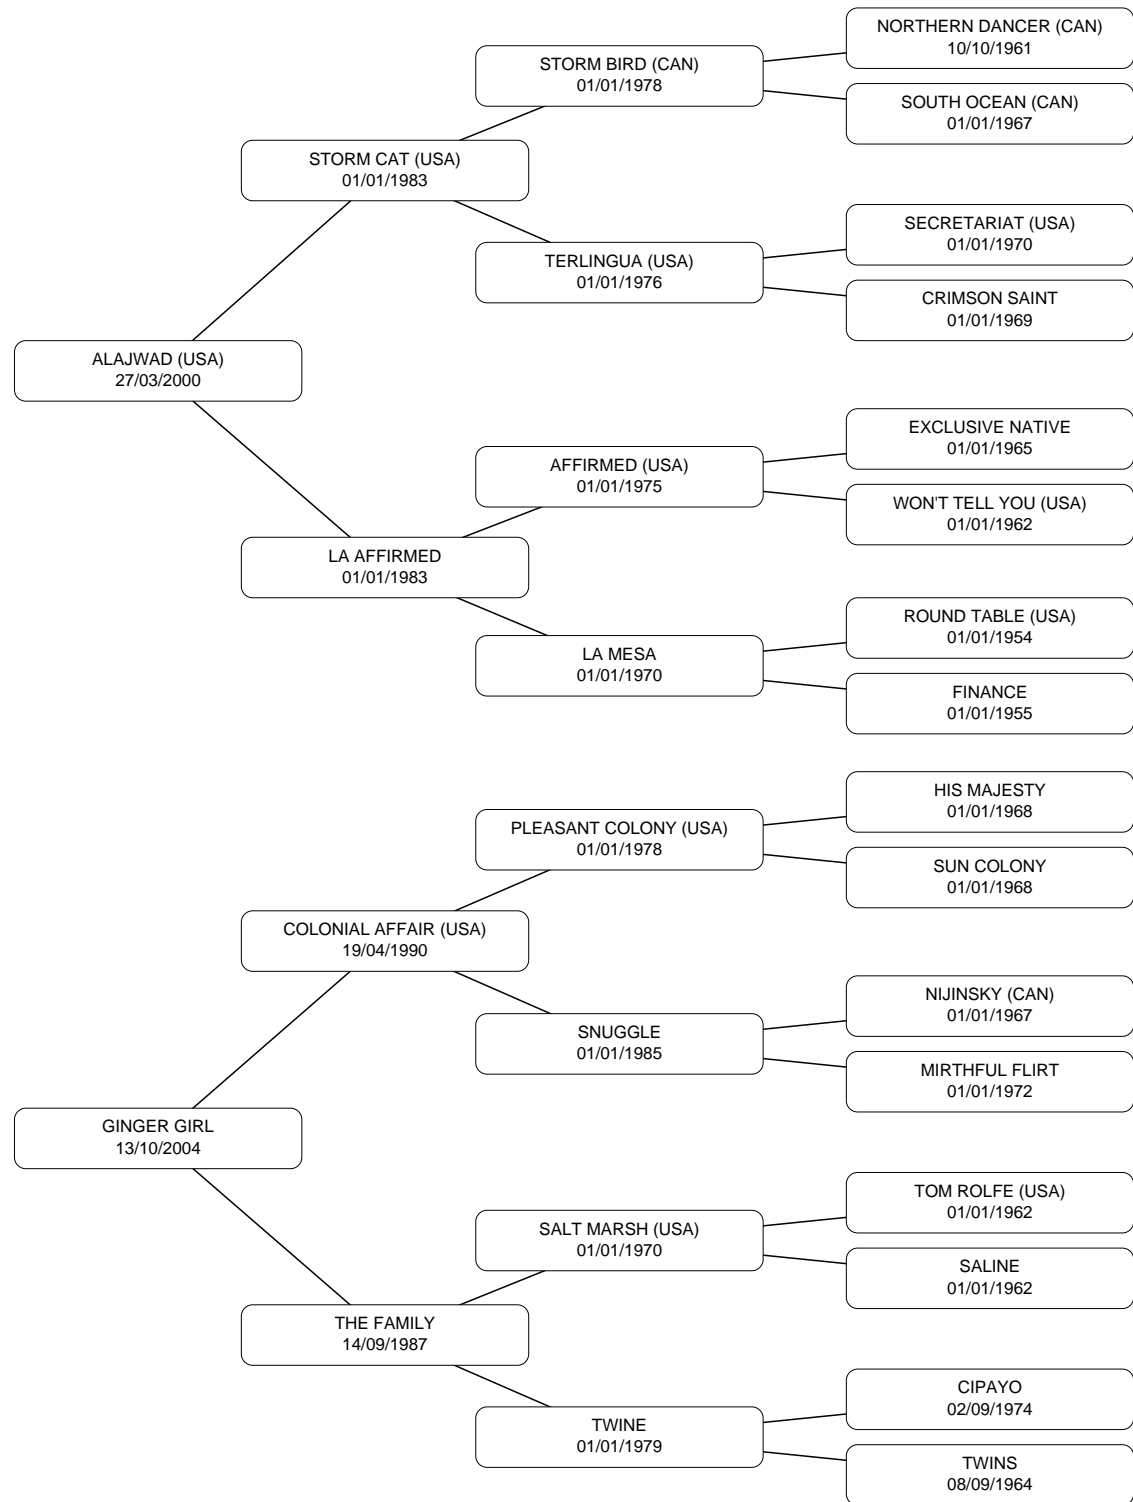 NORTHERN DANCER (CAN)
10/10/1961
STORM BIRD (CAN)
01/01/1978
SOUTH OCEAN (CAN)
01/01/1967
STORM CAT (USA)
01/01/1983
SECRETARIAT (USA)
01/01/1970
TERLINGUA (USA)
01/01/1976
CRIMSON SAINT
01/01/1969
ALAJWAD (USA)
27/03/2000
EXCLUSIVE NATIVE
01/01/1965
AFFIRMED (USA)
01/01/1975
WON'T TELL YOU (USA)
01/01/1962
LA AFFIRMED
01/01/1983
ROUND TABLE (USA)
01/01/1954
LA MESA
01/01/1970
FINANCE
01/01/1955
HIS MAJESTY
01/01/1968
PLEASANT COLONY (USA)
01/01/1978
SUN COLONY
01/01/1968
COLONIAL AFFAIR (USA)
19/04/1990
NIJINSKY (CAN)
01/01/1967
SNUGGLE
01/01/1985
MIRTHFUL FLIRT
01/01/1972
GINGER GIRL
13/10/2004
TOM ROLFE (USA)
01/01/1962
SALT MARSH (USA)
01/01/1970
SALINE
01/01/1962
THE FAMILY
14/09/1987
CIPAYO
02/09/1974
TWINE
01/01/1979
TWINS
08/09/1964